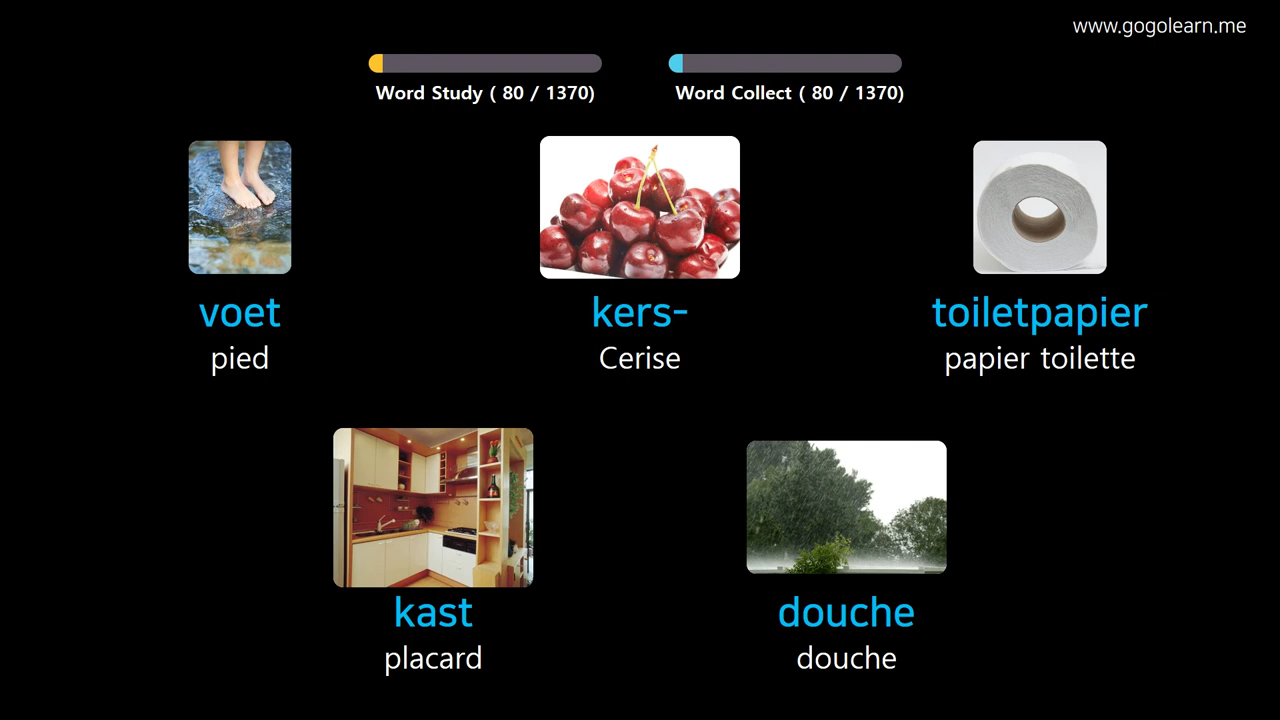 www.gogolearn.me
Word Study ( 80 / 1370)
Word Collect ( 80 / 1370)
voet
pied
kers-
Cerise
toiletpapier
papier toilette
kast
placard
douche
douche